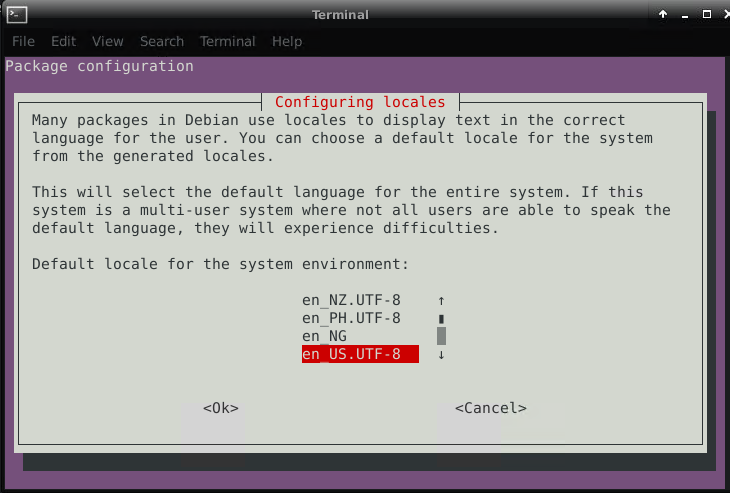 Terminal
File Edit View Search Terminal Help
Package configuration
Configuring locales
Many packages in Debian use locales to display text in the correct
language for the user. You can choose a default locale for the system
from the generated locales.
This will select the default language for the entire system. If this
system is a multi-user system where not all users are able to speak the
default language, they will experience difficulties.
Default locale for the system environment:
en_NZ.UTF-8 ↑
en_PH.UTF-8
en_NG
en_US.UTF-8 ↓
<Ok> <Cancel>